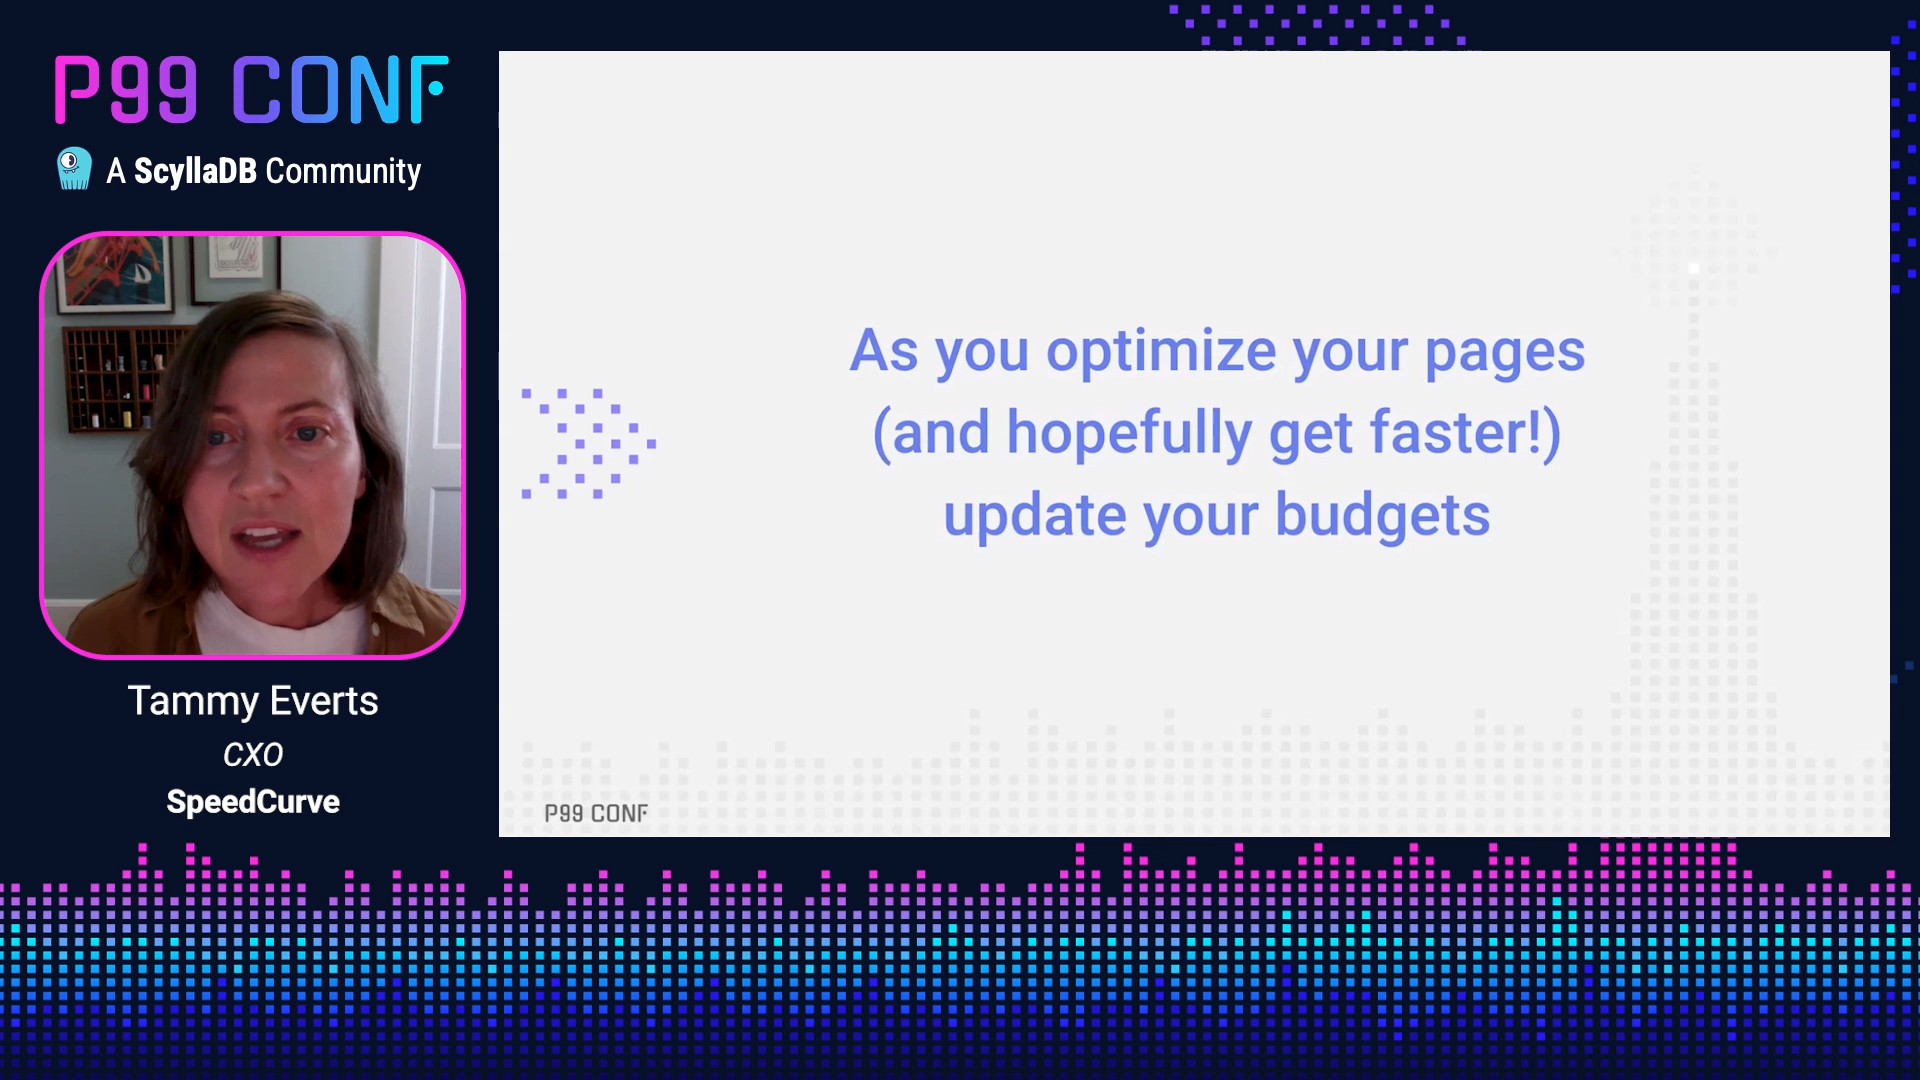 P99 CONF
A ScyllaDB Community
Tammy Everts
CXO
SpeedCurve
As you optimize your pages
(and hopefully get faster!)
update your budgets
P99 CONF